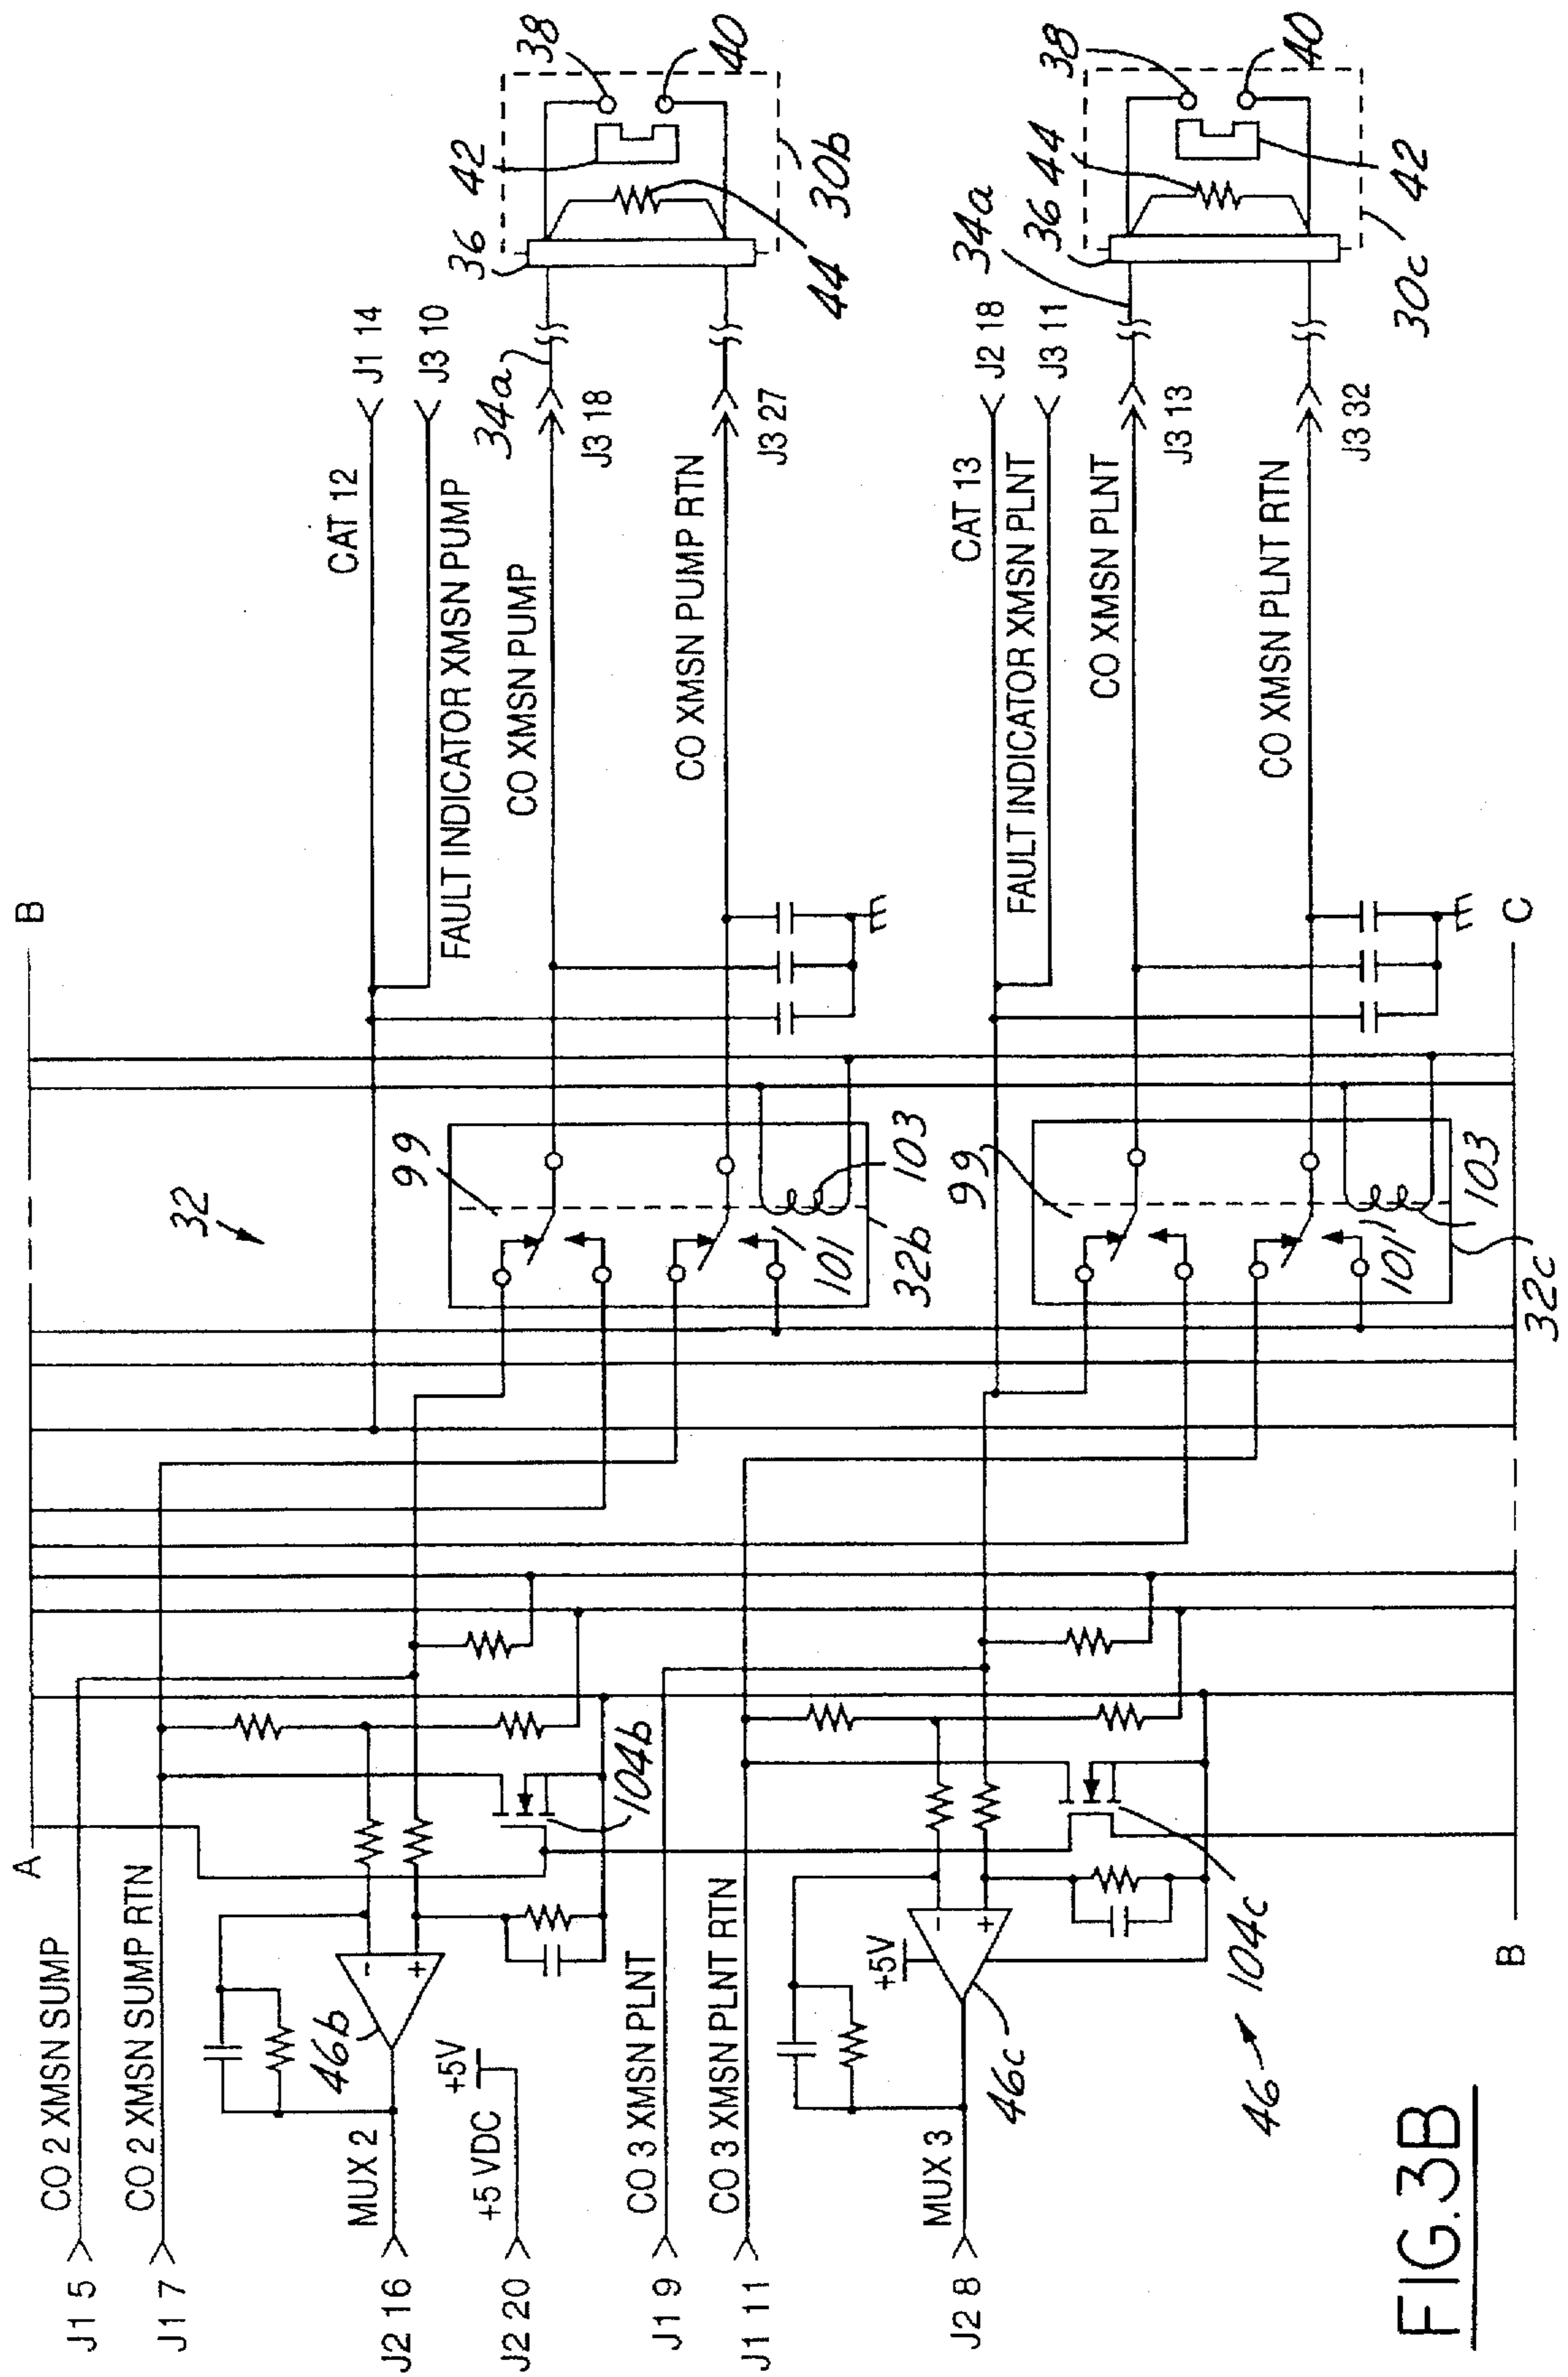 A
B
J1 5
CO 2 XMSN SUMP
J1 7
CO 2 XMSN SUMP RTN
46b
-
+
MUX 2
J2 16
+5V
+5 VDC
J2 20
104b
32
99
101
103
32b
CAT 12
J1 14
J3 10
FAULT INDICATOR XMSN PUMP
CO XMSN PUMP
34a
J3 18
CO XMSN PUMP RTN
J3 27
36
42
38
40
44
30b
CO 3 XMSN PLNT
J1 9
CO 3 XMSN PLNT RTN
J1 11
+5V
-
+
46c
MUX 3
J2 8
46
104c
99
101'
103
32c
CAT 13
J2 18
J3 11
FAULT INDICATOR XMSN PLNT
CO XMSN PLNT
34a
J3 13
CO XMSN PLNT RTN
J3 32
36
44
38
40
42
30c
B
C
FIG.3B